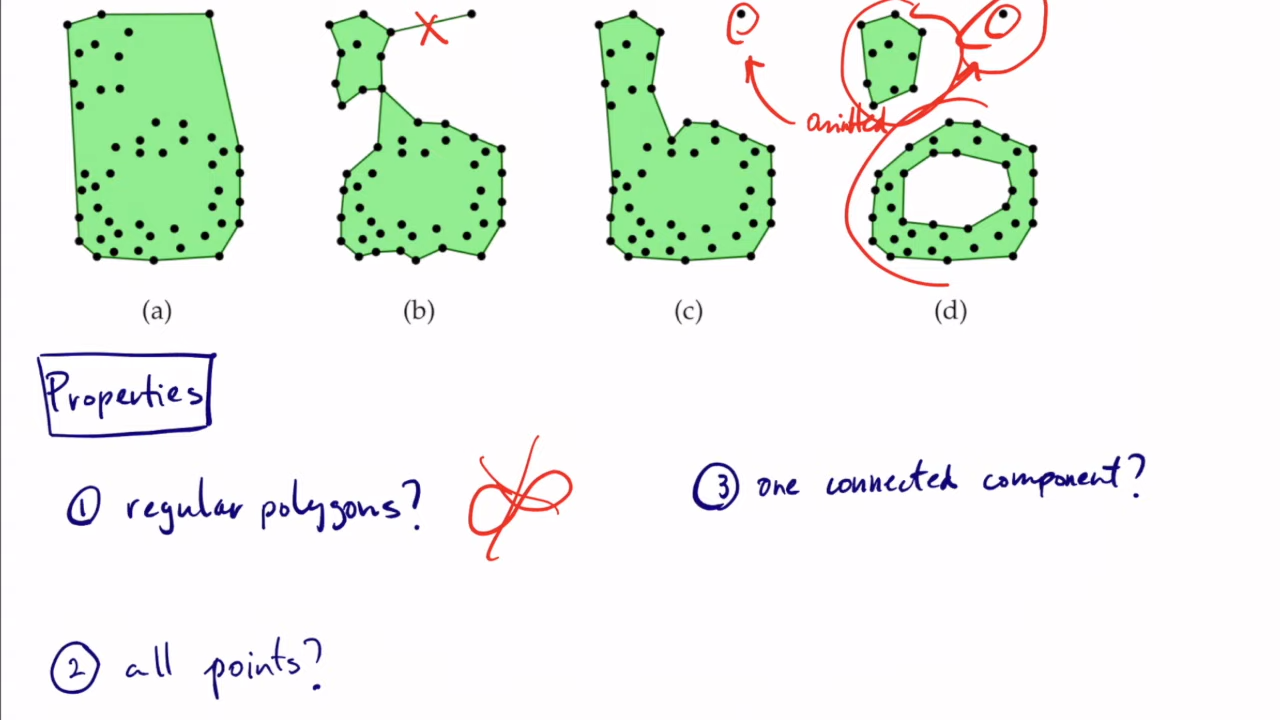 omitted
(a) (b) (c) (d)
Properties
① regular polygons?
③ one connected component?
② all points?